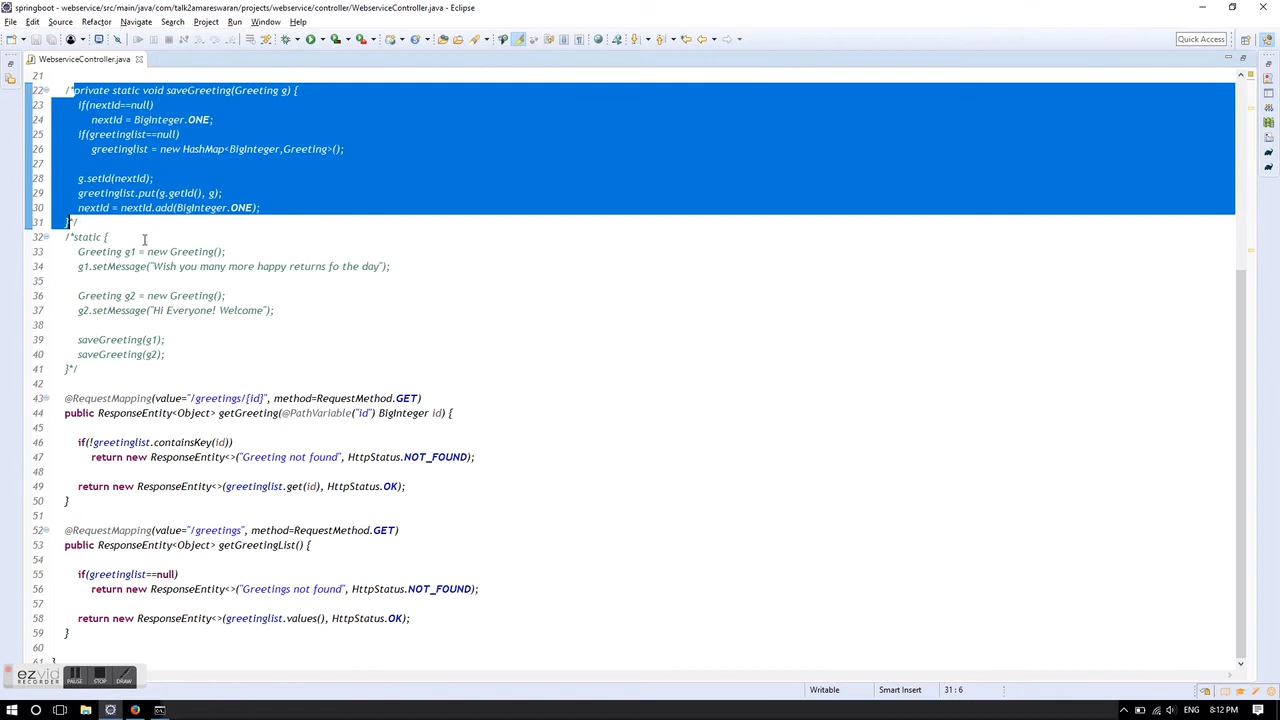 springboot - webservice/src/main/java/com/talk2amareswaran/projects/webservice/controller/WebserviceController.java - Eclipse
File Edit Source Refactor Navigate Search Project Run Window Help
Quick Access
WebserviceController.java
21
22 /*private static void saveGreeting(Greeting g) {
23 if(nextId==null)
24 nextId = BigInteger.ONE;
25 if(greetinglist==null)
26 greetinglist = new HashMap<BigInteger,Greeting>();
27
28 g.setId(nextId);
29 greetinglist.put(g.getId(), g);
30 nextId = nextId.add(BigInteger.ONE);
31 }*/
32 /*static {
33 Greeting g1 = new Greeting();
34 g1.setMessage("Wish you many more happy returns fo the day");
35
36 Greeting g2 = new Greeting();
37 g2.setMessage("Hi Everyone! Welcome");
38
39 saveGreeting(g1);
40 saveGreeting(g2);
41 }*/
42
43 @RequestMapping(value="/greetings/{id}", method=RequestMethod.GET)
44 public ResponseEntity<Object> getGreeting(@PathVariable("id") BigInteger id) {
45
46 if(!greetinglist.containsKey(id))
47 return new ResponseEntity<>("Greeting not found", HttpStatus.NOT_FOUND);
48
49 return new ResponseEntity<>(greetinglist.get(id), HttpStatus.OK);
50 }
51
52 @RequestMapping(value="/greetings", method=RequestMethod.GET)
53 public ResponseEntity<Object> getGreetingList() {
54
55 if(greetinglist==null)
56 return new ResponseEntity<>("Greetings not found", HttpStatus.NOT_FOUND);
57
58 return new ResponseEntity<>(greetinglist.values(), HttpStatus.OK);
59 }
60
61 }
ezvid
RECORDER
PAUSE STOP DRAW
Writable Smart Insert 31 : 6
ENG 8:12 PM